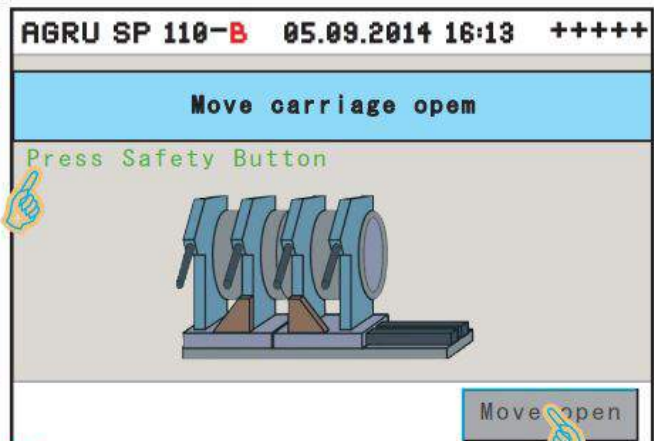 AGRU SP 110-B 05.09.2014 16:13 +++++
Move carriage opem
Press Safety Button
Move open